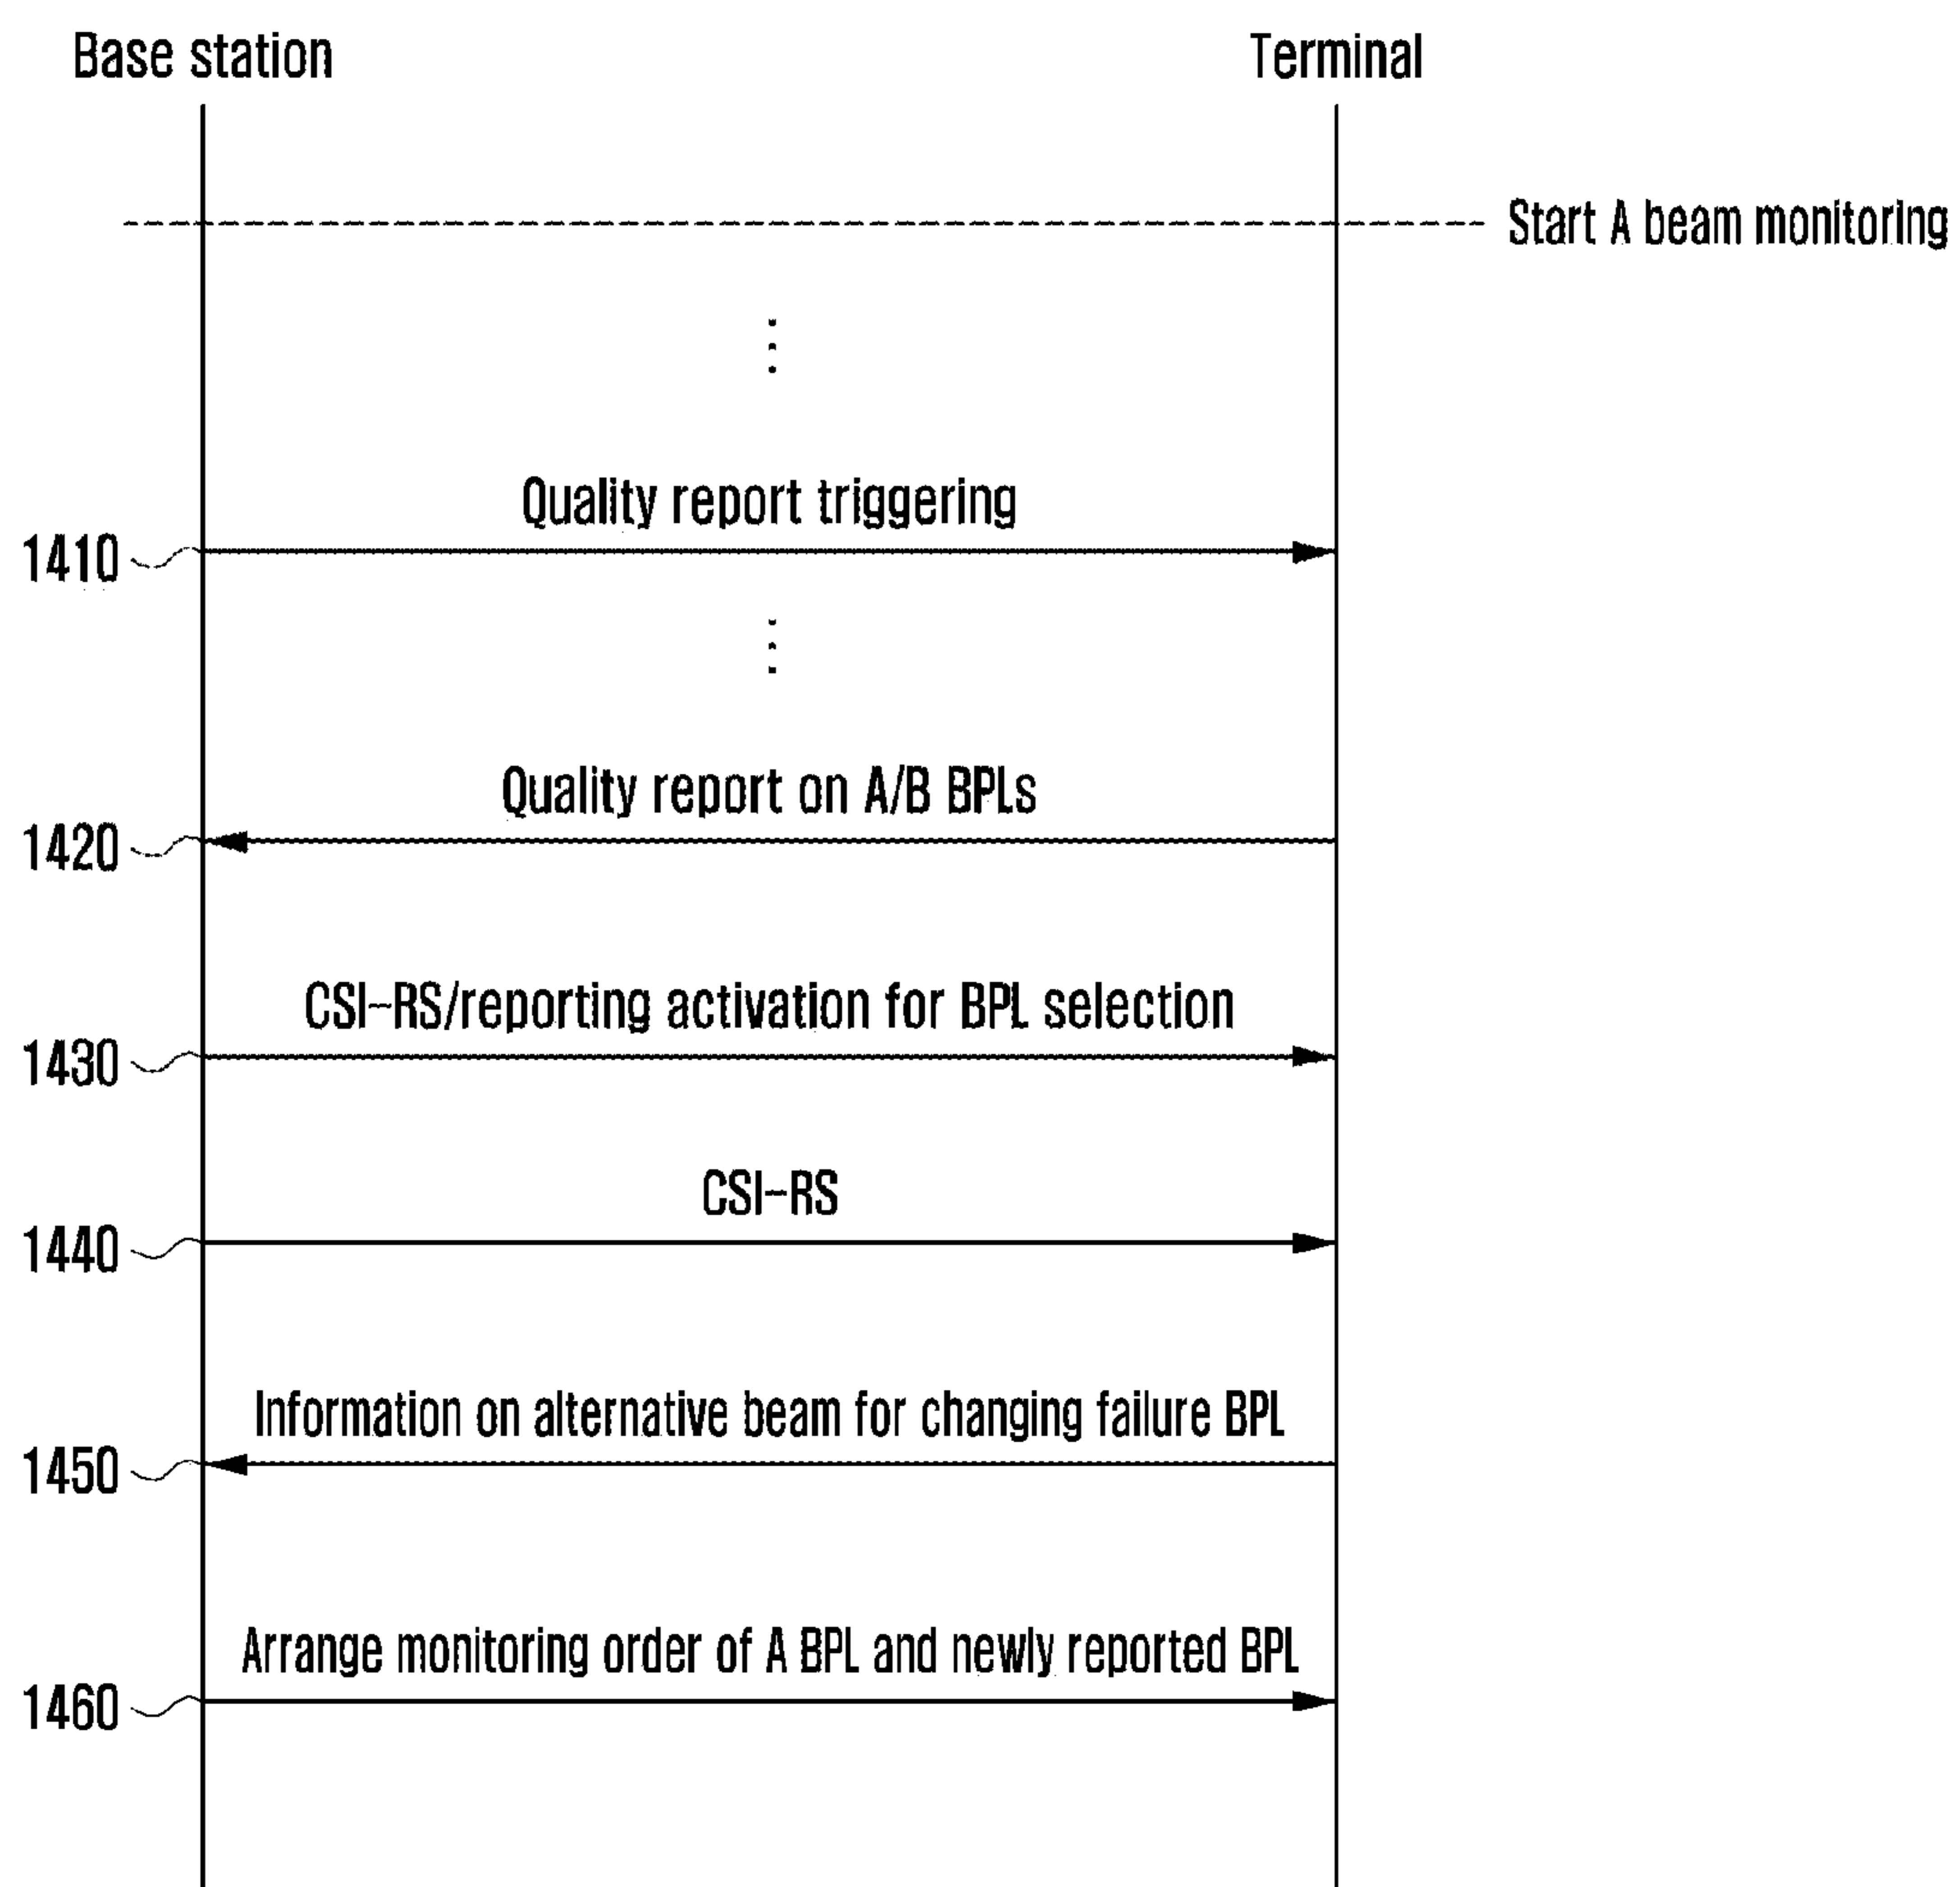 Base station
Terminal
Start A beam monitoring
Quality report triggering
1410
Quality report on A/B BPLs
1420
CSI-RS/reporting activation for BPL selection
1430
CSI-RS
1440
Information on alternative beam for changing failure BPL
1450
Arrange monitoring order of A BPL and newly reported BPL
1460